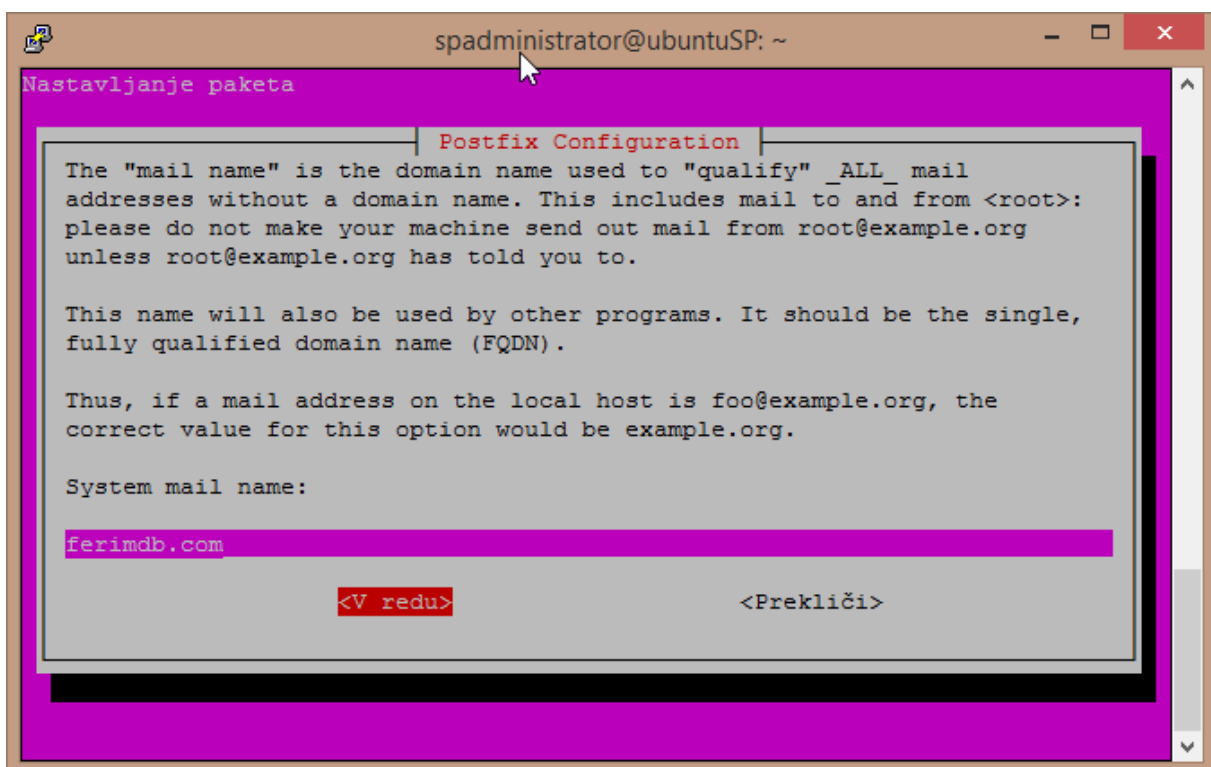 spadministrator@ubuntuSP: ~
Nastavljanje paketa
Postfix Configuration
The "mail name" is the domain name used to "qualify" _ALL_ mail
addresses without a domain name. This includes mail to and from <root>:
please do not make your machine send out mail from root@example.org
unless root@example.org has told you to.
This name will also be used by other programs. It should be the single,
fully qualified domain name (FQDN).
Thus, if a mail address on the local host is foo@example.org, the
correct value for this option would be example.org.
System mail name:
ferimdb.com
<V redu> <Prekliči>